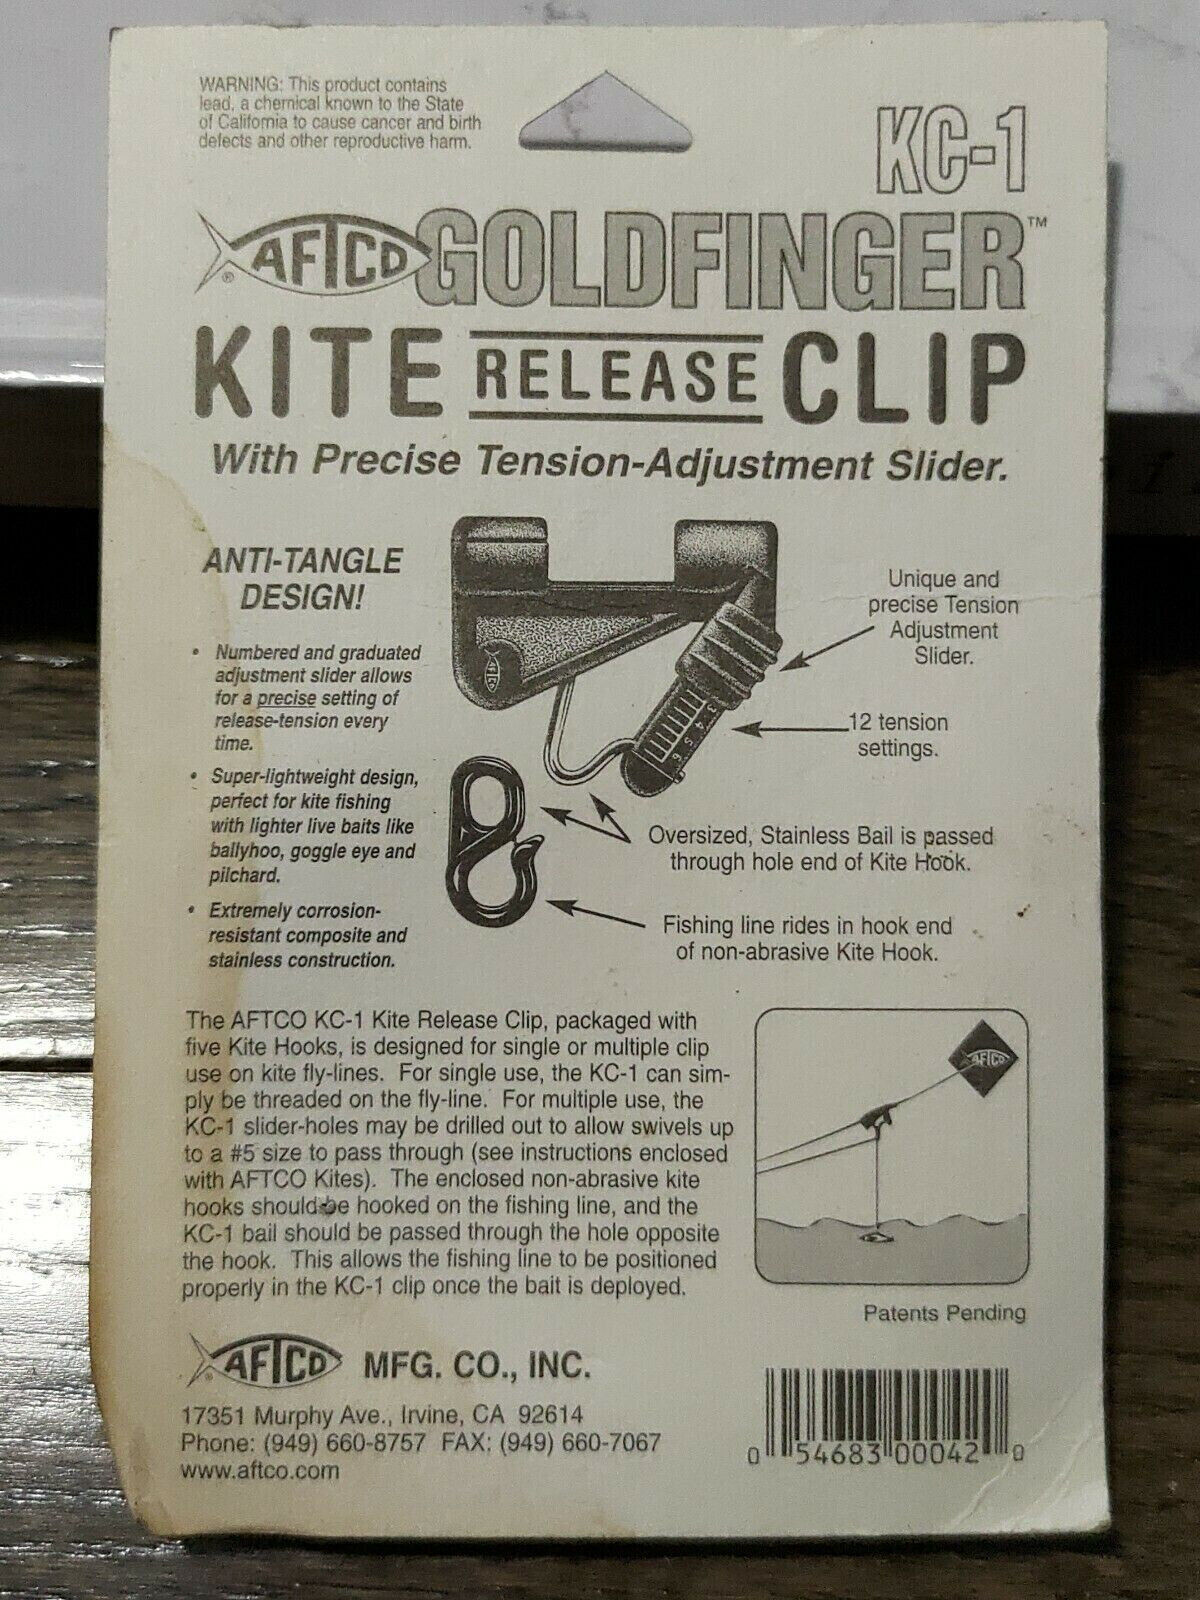 WARNING: This product contains
lead, a chemical known to the State
of California to cause cancer and birth
defects and other reproductive harm.
KC-1
AFTCO® GOLDFINGER™
KITE RELEASE CLIP
With Precise Tension-Adjustment Slider.
ANTI-TANGLE
DESIGN!
• Numbered and graduated
adjustment slider allows
for a precise setting of
release-tension every
time.
• Super-lightweight design,
perfect for kite fishing
with lighter live baits like
ballyhoo, goggle eye and
pilchard.
• Extremely corrosion-
resistant composite and
stainless construction.
AFTCO
3 4 5 6
Unique and
precise Tension
Adjustment
Slider.
12 tension
settings.
Oversized, Stainless Bail is passed
through hole end of Kite Hook.
Fishing line rides in hook end
of non-abrasive Kite Hook.
The AFTCO KC-1 Kite Release Clip, packaged with
five Kite Hooks, is designed for single or multiple clip
use on kite fly-lines. For single use, the KC-1 can sim-
ply be threaded on the fly-line. For multiple use, the
KC-1 slider-holes may be drilled out to allow swivels up
to a #5 size to pass through (see instructions enclosed
with AFTCO Kites). The enclosed non-abrasive kite
hooks should be hooked on the fishing line, and the
KC-1 bail should be passed through the hole opposite
the hook. This allows the fishing line to be positioned
properly in the KC-1 clip once the bait is deployed.
AFTCO
Patents Pending
AFTCO® MFG. CO., INC.
17351 Murphy Ave., Irvine, CA 92614
Phone: (949) 660-8757 FAX: (949) 660-7067
www.aftco.com
0 54683 00042 0